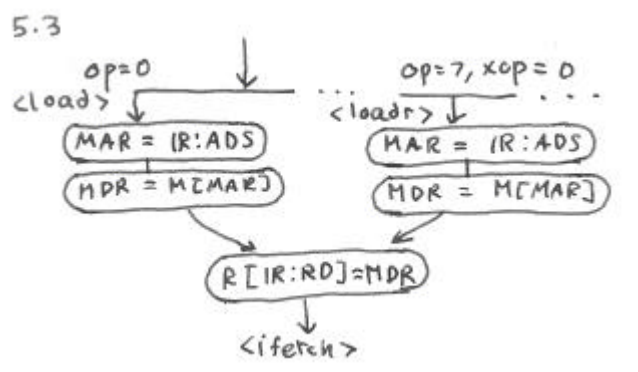 5.3
op=0
op=7, xop = 0
<load>
...
<loadr>
. . .
MAR = IR:ADS
MAR = IR:ADS
MDR = M[MAR]
MDR = M[MAR]
R[IR:RD]=MDR
<ifetch>